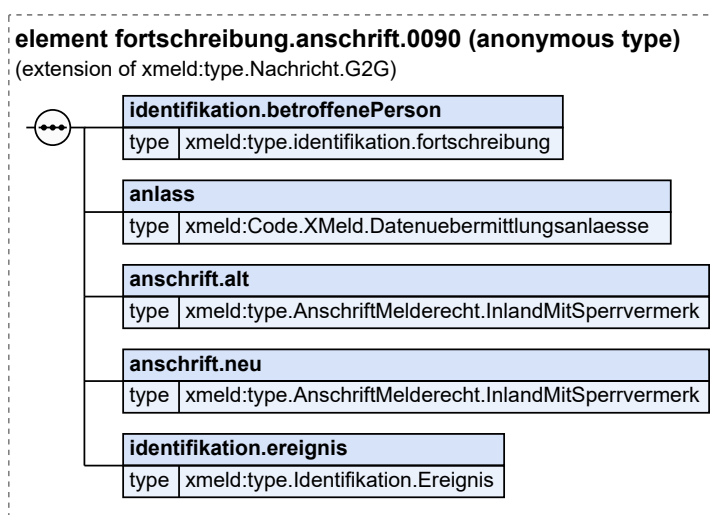 element fortschreibung.anschrift.0090 (anonymous type)
(extension of xmeld:type.Nachricht.G2G)
identifikation.betroffenePerson
type xmeld:type.identifikation.fortschreibung
anlass
type xmeld:Code.XMeld.Datenuebermittlungsanlaesse
anschrift.alt
type xmeld:type.AnschriftMelderecht.InlandMitSperrvermerk
anschrift.neu
type xmeld:type.AnschriftMelderecht.InlandMitSperrvermerk
identifikation.ereignis
type xmeld:type.Identifikation.Ereignis